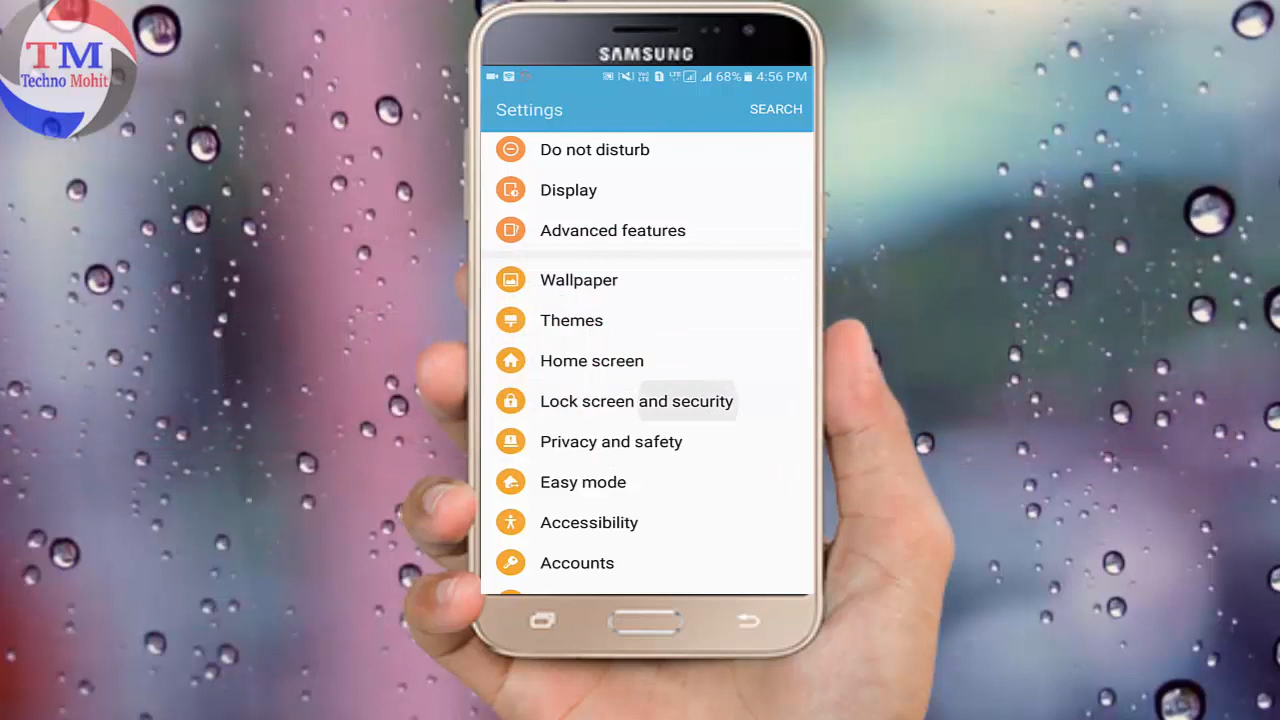 TM
Techno Mohit
SAMSUNG
68% 4:56 PM
Settings
SEARCH
Do not disturb
Display
Advanced features
Wallpaper
Themes
Home screen
Lock screen and security
Privacy and safety
Easy mode
Accessibility
Accounts